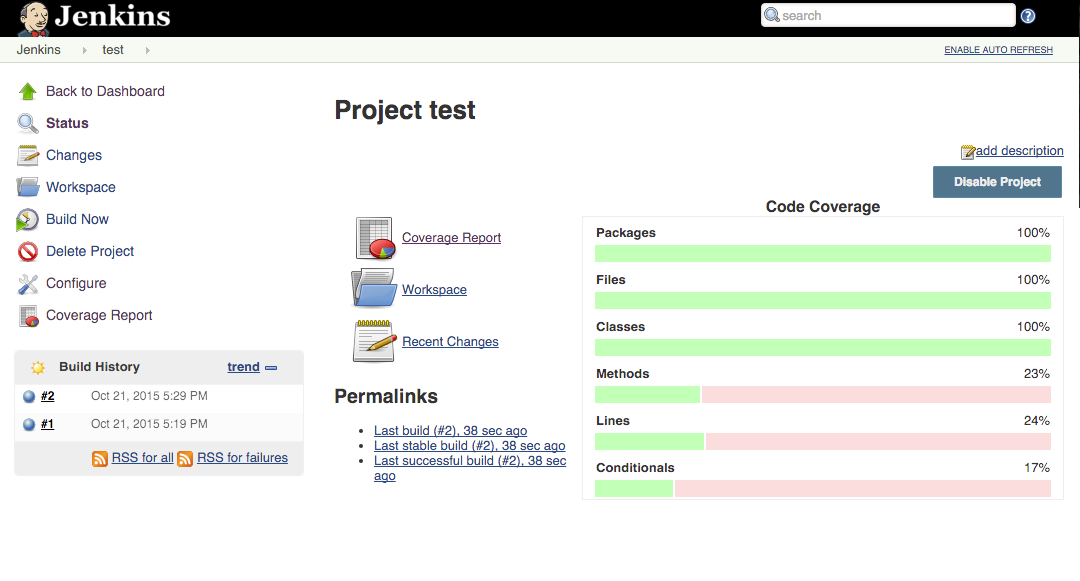 Jenkins
search
?
Jenkins test
ENABLE AUTO REFRESH
Back to Dashboard
Status
Changes
Workspace
Build Now
Delete Project
Configure
Coverage Report
Build History trend
#2 Oct 21, 2015 5:29 PM
#1 Oct 21, 2015 5:19 PM
RSS for all RSS for failures
Project test
add description
Disable Project
Coverage Report
Workspace
Recent Changes
Permalinks
Last build (#2), 38 sec ago
Last stable build (#2), 38 sec ago
Last successful build (#2), 38 sec
ago
Code Coverage
Packages 100%
Files 100%
Classes 100%
Methods 23%
Lines 24%
Conditionals 17%